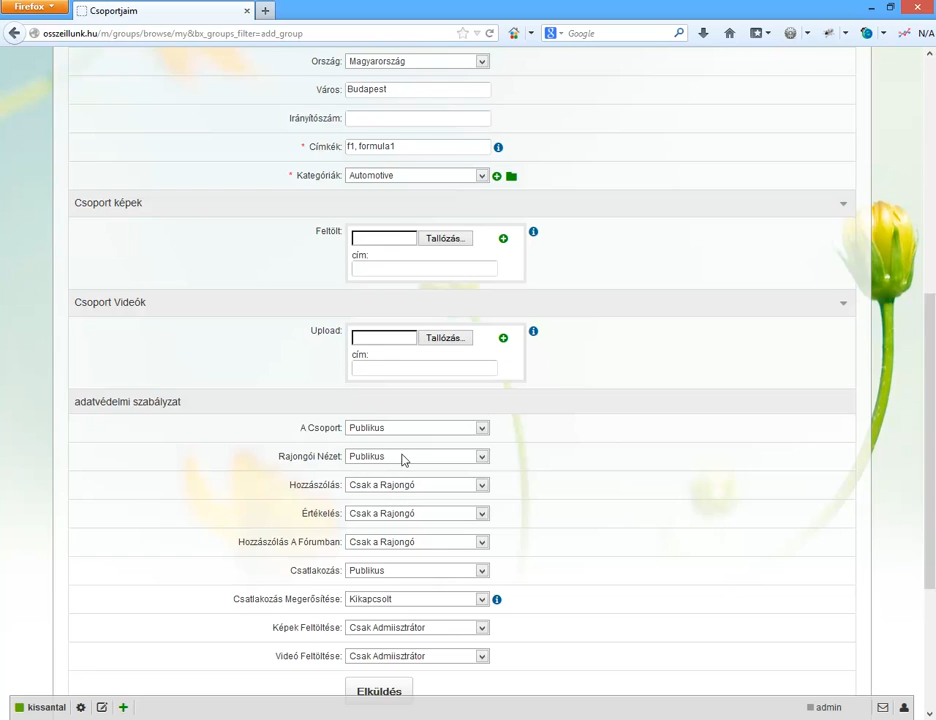 Firefox
Csoportjaim
osszeillunk.hu/m/groups/browse/my&bx_groups_filter=add_group
Google
N/A
Ország: Magyarország
Város: Budapest
Irányítószám:
* Címkék: f1, formula1
* Kategóriák: Automotive
Csoport képek
Feltölt: Tallózás...
cím:
Csoport Videók
Upload: Tallózás...
cím:
adatvédelmi szabályzat
A Csoport: Publikus
Rajongói Nézet: Publikus
Hozzászólás: Csak a Rajongó
Értékelés: Csak a Rajongó
Hozzászólás A Fórumban: Csak a Rajongó
Csatlakozás: Publikus
Csatlakozás Megerősítése: Kikapcsolt
Képek Feltöltése: Csak Admiisztrátor
Videó Feltöltése: Csak Admiisztrátor
Elküldés
kissantal
admin